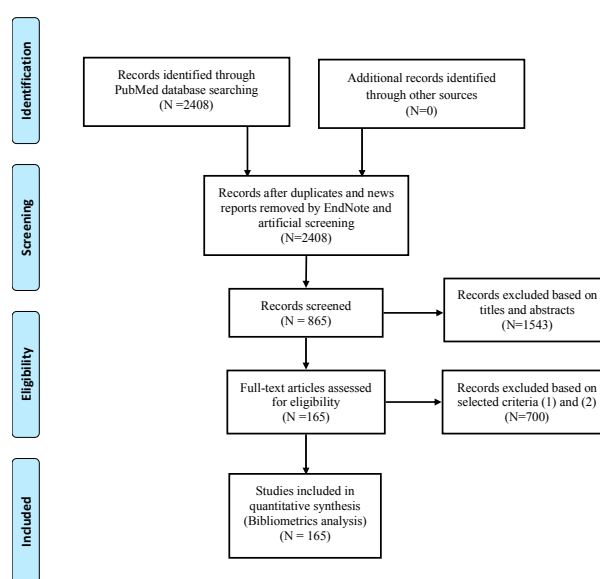 Identification
Records identified through
PubMed database searching
(N =2408)
Additional records identified
through other sources
(N=0)
Screening
Records after duplicates and news
reports removed by EndNote and
artificial screening
(N=2408)
Records screened
(N = 865)
Records excluded based on
titles and abstracts
(N=1543)
Eligibility
Full-text articles assessed
for eligibility
(N =165)
Records excluded based on
selected criteria (1) and (2)
(N=700)
Included
Studies included in
quantitative synthesis
(Bibliometrics analysis)
(N = 165)